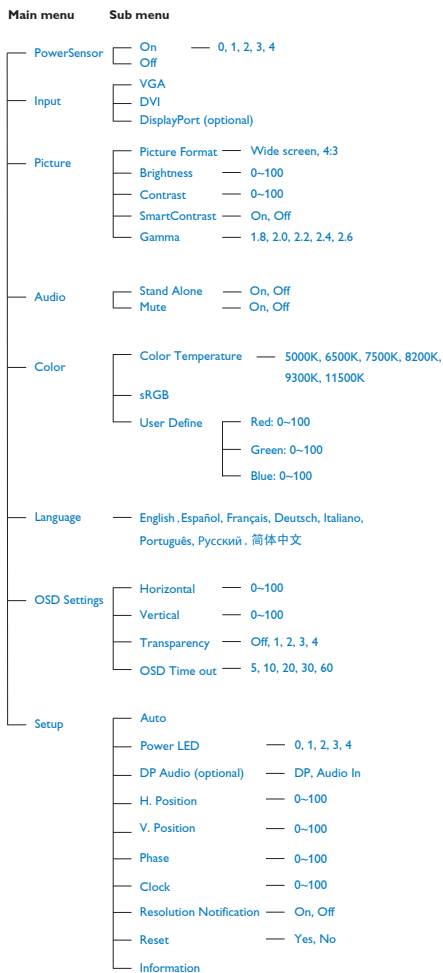 Main menu Sub menu
PowerSensor On 0, 1, 2, 3, 4
Off
Input VGA
DVI
DisplayPort (optional)
Picture Picture Format Wide screen, 4:3
Brightness 0~100
Contrast 0~100
SmartContrast On, Off
Gamma 1.8, 2.0, 2.2, 2.4, 2.6
Audio Stand Alone On, Off
Mute On, Off
Color Color Temperature 5000K, 6500K, 7500K, 8200K,
9300K, 11500K
sRGB
User Define Red: 0~100
Green: 0~100
Blue: 0~100
Language English, Español, Français, Deutsch, Italiano,
Português, Русский, 简体中文
OSD Settings Horizontal 0~100
Vertical 0~100
Transparency Off, 1, 2, 3, 4
OSD Time out 5, 10, 20, 30, 60
Setup Auto
Power LED 0, 1, 2, 3, 4
DP Audio (optional) DP, Audio In
H. Position 0~100
V. Position 0~100
Phase 0~100
Clock 0~100
Resolution Notification On, Off
Reset Yes, No
Information